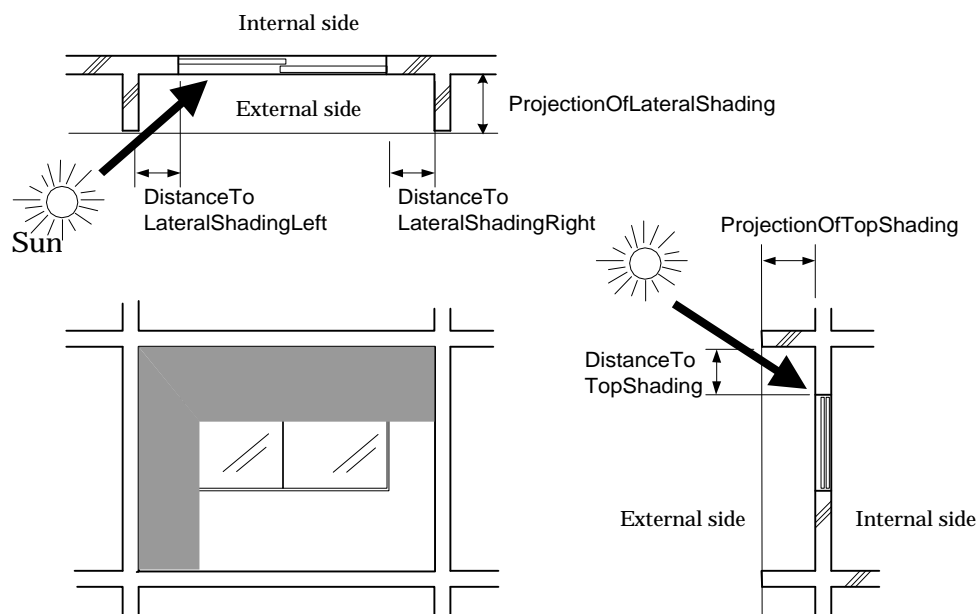 Internal side
External side
ProjectionOfLateralShading
DistanceTo
LateralShadingLeft
DistanceTo
LateralShadingRight
Sun
ProjectionOfTopShading
DistanceTo
TopShading
External side
Internal side